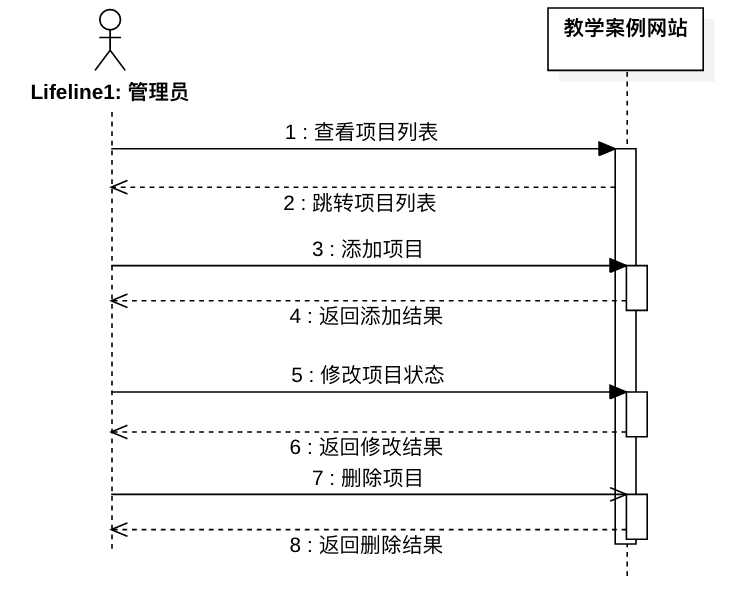 教学案例网站
Lifeline1: 管理员
1 : 查看项目列表
2 : 跳转项目列表
3 : 添加项目
4 : 返回添加结果
5 : 修改项目状态
6 : 返回修改结果
7 : 删除项目
8 : 返回删除结果